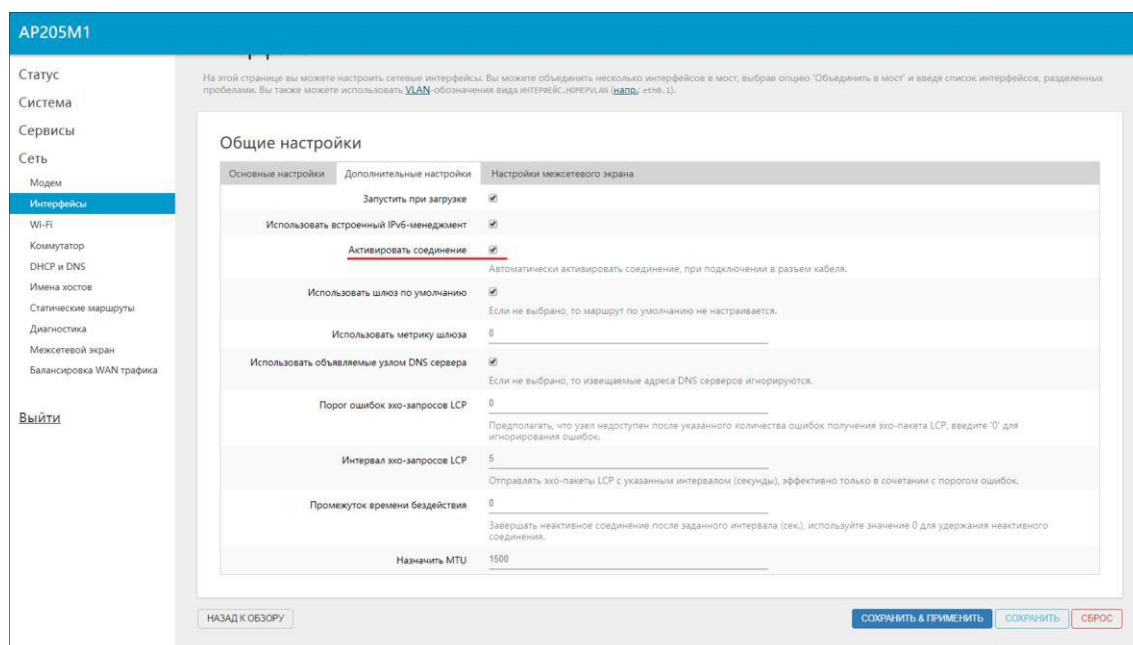 AP205M1
Статус
Система
Сервисы
Сеть
Модем
Интерфейсы
Wi-Fi
Коммутатор
DHCP и DNS
Имена хостов
Статические маршруты
Диагностика
Межсетевой экран
Балансировка WAN трафика
Выйти
На этой странице вы можете настроить сетевые интерфейсы. Вы можете объединить несколько интерфейсов в мост, выбрав опцию 'Объединить в мост' и введя список интерфейсов, разделенных
пробелами. Вы также можете использовать VLAN-обозначения вида ИНТЕРФЕЙС.НОМЕРVLAN (напр.: eth0.1).
Общие настройки
Основные настройки Дополнительные настройки Настройки межсетевого экрана
Запустить при загрузке
Использовать встроенный IPv6-менеджмент
Активировать соединение
Автоматически активировать соединение, при подключении в разъем кабеля.
Использовать шлюз по умолчанию
Если не выбрано, то маршрут по умолчанию не настраивается.
Использовать метрику шлюза 0
Использовать объявляемые узлом DNS сервера
Если не выбрано, то извещаемые адреса DNS серверов игнорируются.
Порог ошибок эхо-запросов LCP 0
Предполагать, что узел недоступен после указанного количества ошибок получения эхо-пакета LCP, введите '0' для
игнорирования ошибок.
Интервал эхо-запросов LCP 5
Отправлять эхо-пакеты LCP с указанным интервалом (секунды), эффективно только в сочетании с порогом ошибок.
Промежуток времени бездействия 0
Завершать неактивное соединение после заданного интервала (сек.), используйте значение 0 для удержания неактивного
соединения.
Назначить MTU 1500
НАЗАД К ОБЗОРУ СОХРАНИТЬ & ПРИМЕНИТЬ СОХРАНИТЬ СБРОС